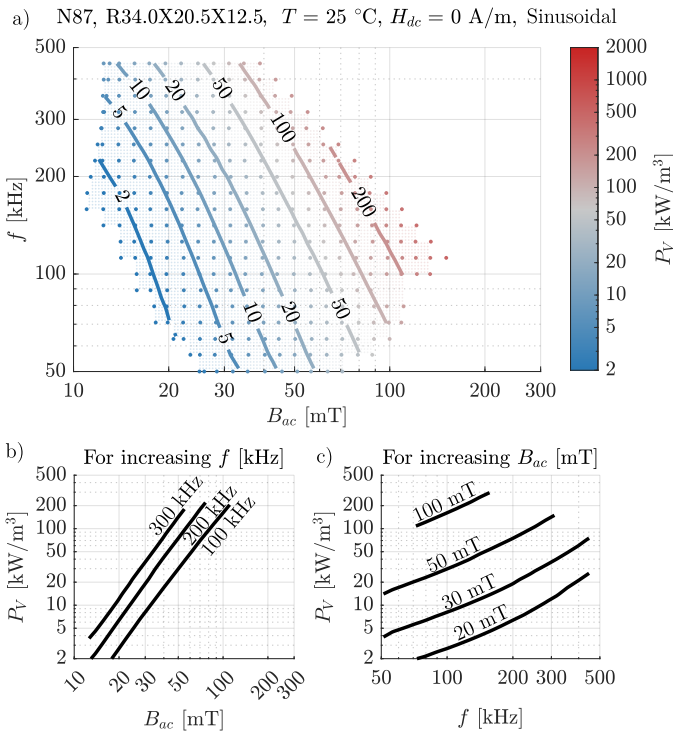 a) N87, R34.0X20.5X12.5, T = 25 °C, H_dc = 0 A/m, Sinusoidal
500
300
200
100
50
f [kHz]
10 20 30 50 100 200 300
B_ac [mT]
2
5
10
20
50
100
200
5
10
20
50
2000
1000
500
200
100
50
20
10
5
2
P_V [kW/m³]
b) For increasing f [kHz]
500
200
100
50
20
10
5
2
P_V [kW/m³]
300 kHz
200 kHz
100 kHz
10 20 30 50 100 200 300
B_ac [mT]
c) For increasing B_ac [mT]
500
200
100
50
20
10
5
2
P_V [kW/m³]
100 mT
50 mT
30 mT
20 mT
50 100 200 300 500
f [kHz]